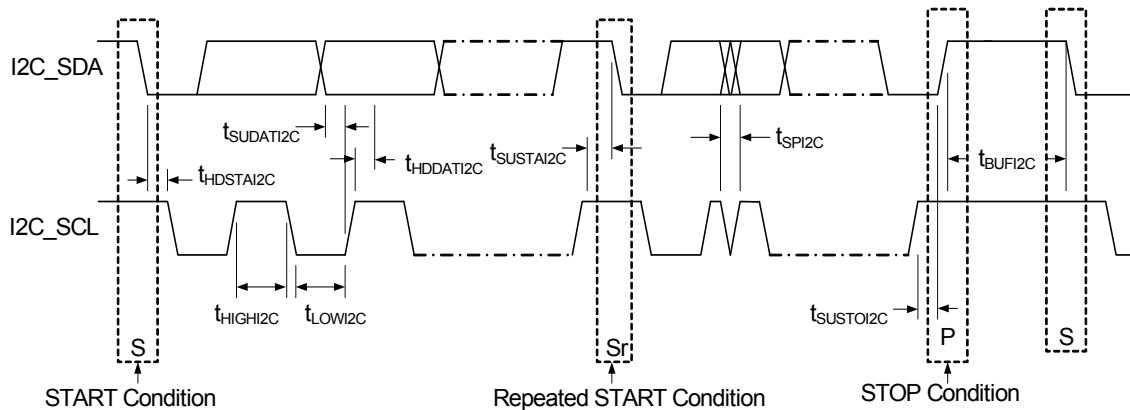 I2C_SDA
tSUDATI2C
tHDDATI2C
tSUSTAI2C
tSPI2C
tBUFI2C
tHDSTAI2C
I2C_SCL
tHIGHI2C
tLOWI2C
tSUSTOI2C
S
Sr
P
S
START Condition
Repeated START Condition
STOP Condition